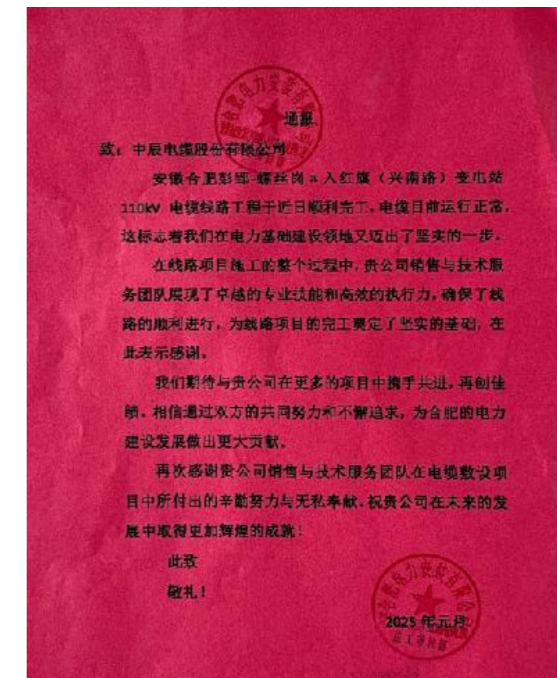 通报
致：中辰电缆股份有限公司
安徽合肥彭郢-螺丝岗π入红旗（兴南路）变电站
110kV 电缆线路工程于近日顺利完工，电缆目前运行正常，
这标志着我们在电力基础建设领域又迈出了坚实的一步。
在线路项目施工的整个过程中，贵公司销售与技术服
务团队展现了卓越的专业技能和高效的执行力，确保了线
路的顺利进行，为线路项目的完工奠定了坚实的基础，在
此表示感谢。
我们期待与贵公司在更多的项目中携手共进，再创佳
绩。相信通过双方的共同努力和不懈追求，为合肥的电力
建设发展做出更大贡献。
再次感谢贵公司销售与技术服务团队在电缆敷设项
目中所付出的辛勤努力与无私奉献，祝贵公司在未来的发
展中取得更加辉煌的成就！
此致
敬礼！
合肥电力安装有限公
2025 年元月